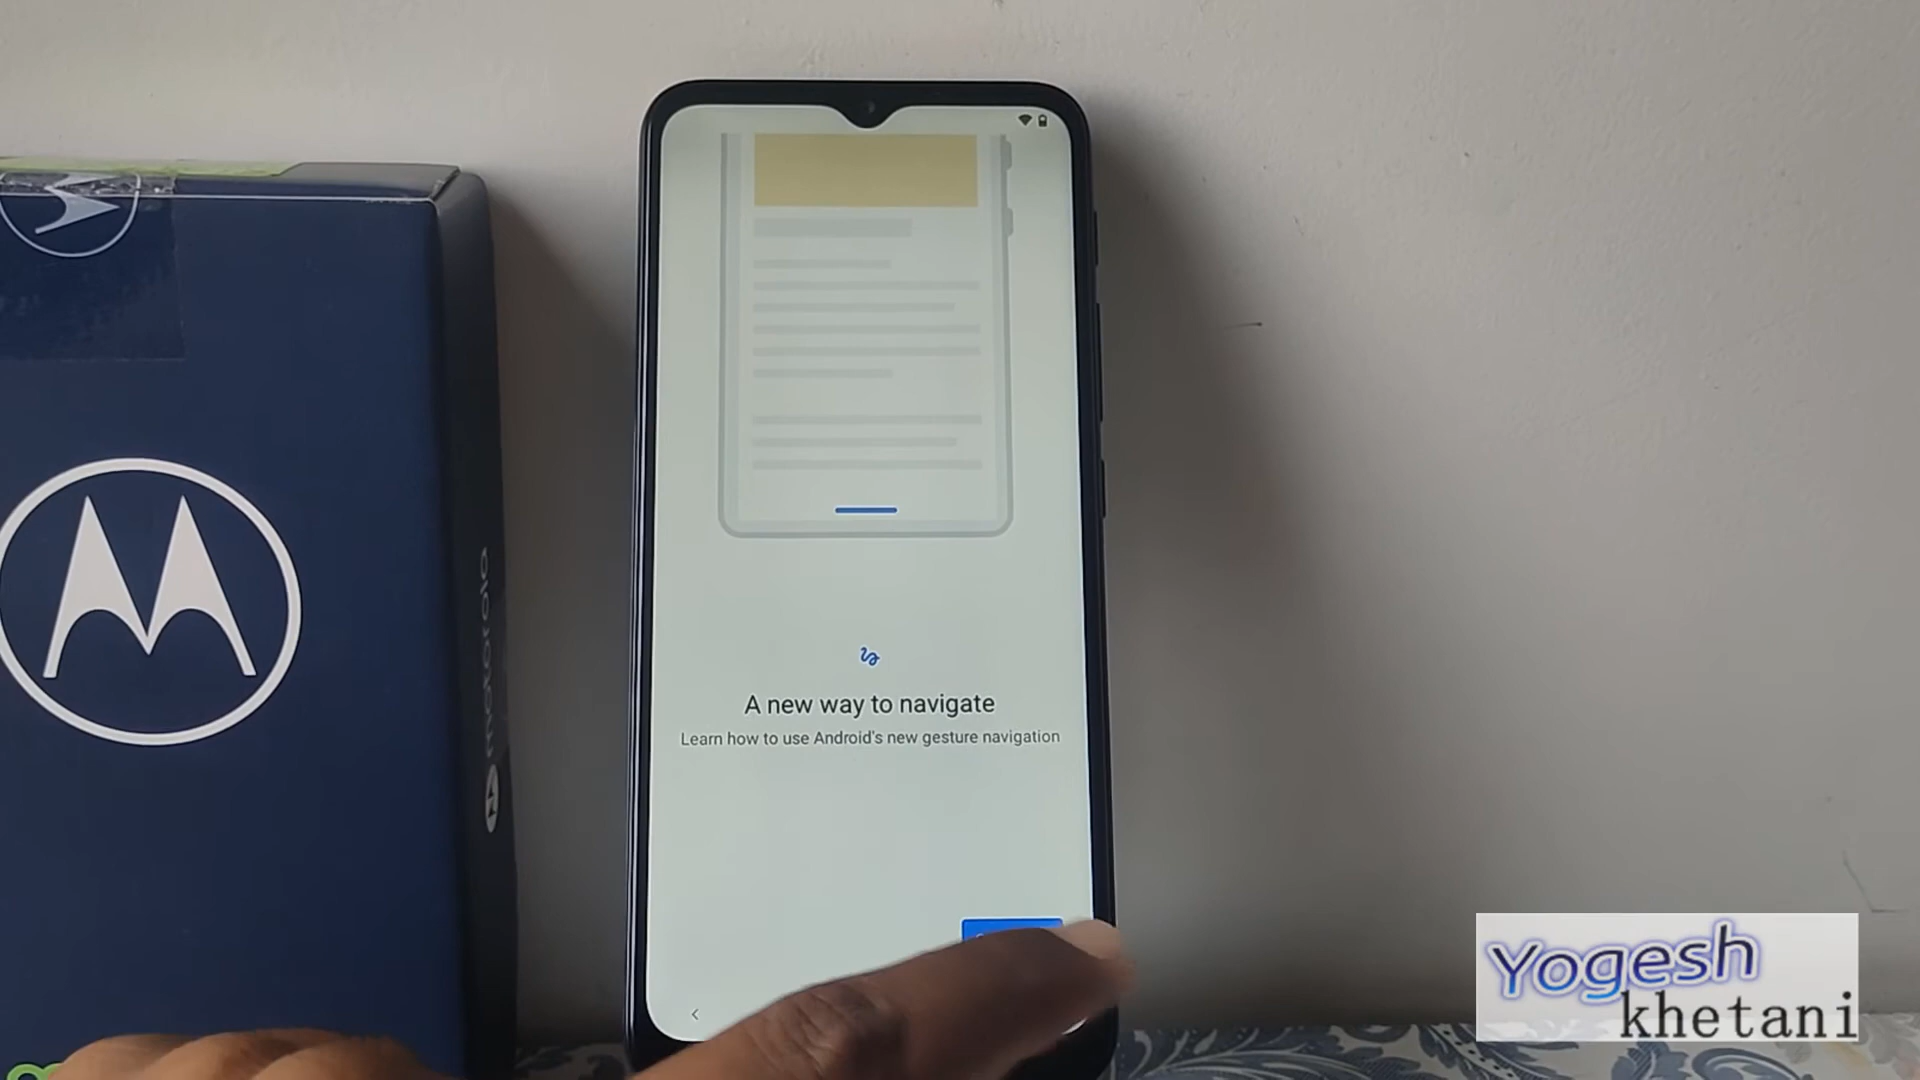 A new way to navigate
Learn how to use Android's new gesture navigation
motorola
Yogesh
khetani